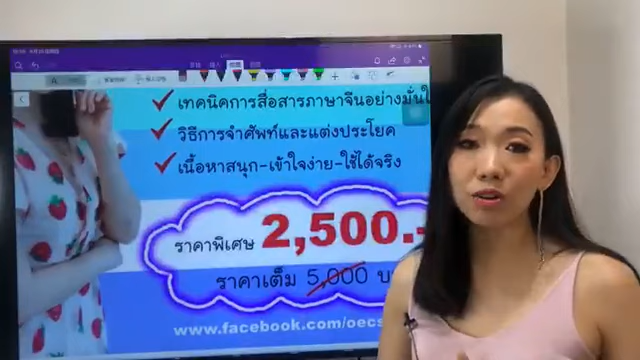 เทคนิคการสื่อสารภาษาจีนอย่างมั่นใ
วิธีการจำศัพท์และแต่งประโยค
เนื้อหาสนุก-เข้าใจง่าย-ใช้ได้จริง
ราคาพิเศษ 2,500.-
ราคาเต็ม 5,000
www.facebook.com/oecs